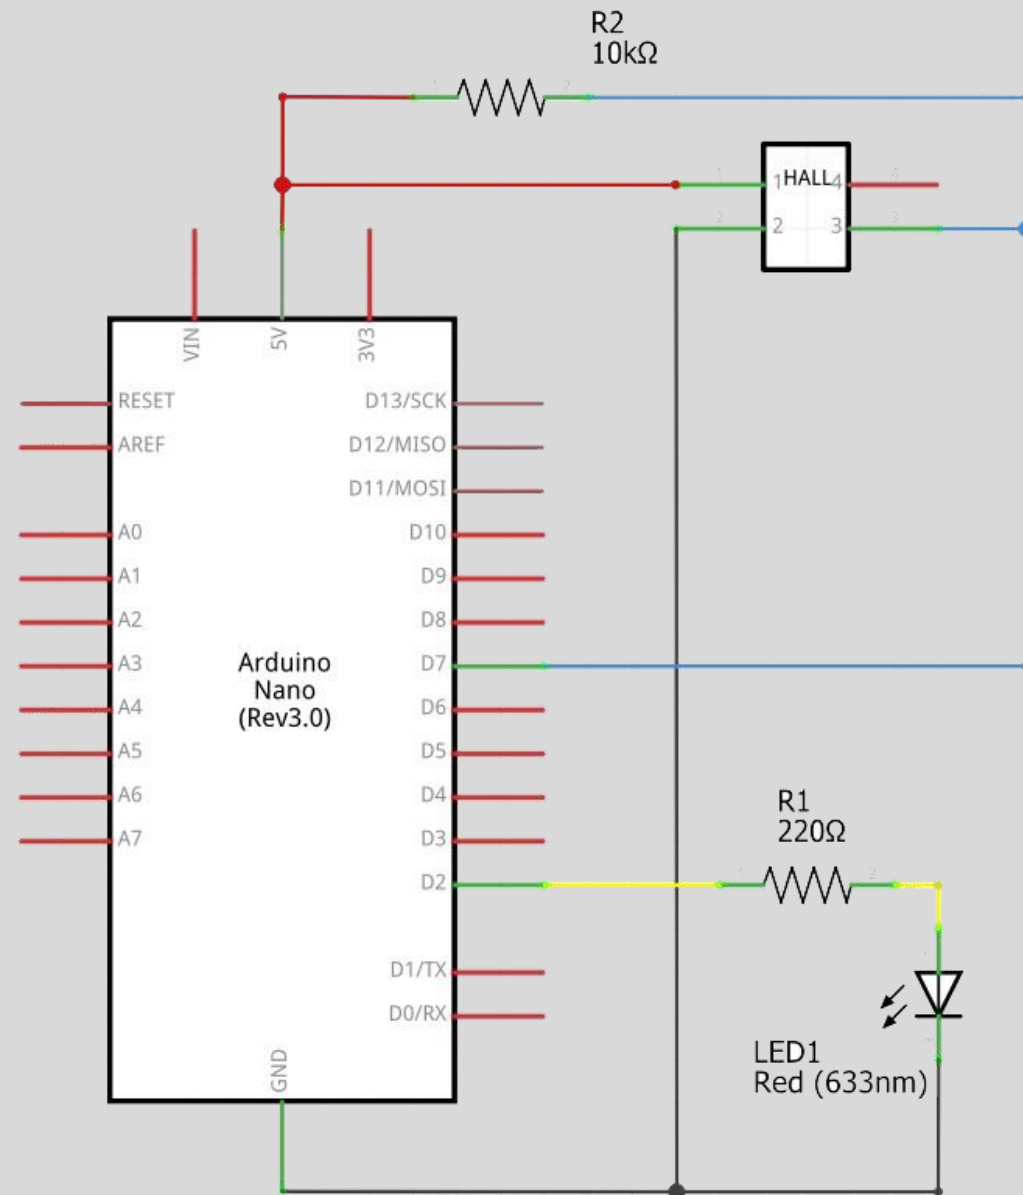 R2
10kΩ
1
2
HALL
1
4
2
3
1
2
4
3
VIN
5V
3V3
RESET
AREF
A0
A1
A2
A3
A4
A5
A6
A7
D13/SCK
D12/MISO
D11/MOSI
D10
D9
D8
D7
D6
D5
D4
D3
D2
D1/TX
D0/RX
GND
Arduino
Nano
(Rev3.0)
R1
220Ω
1
2
LED1
Red (633nm)